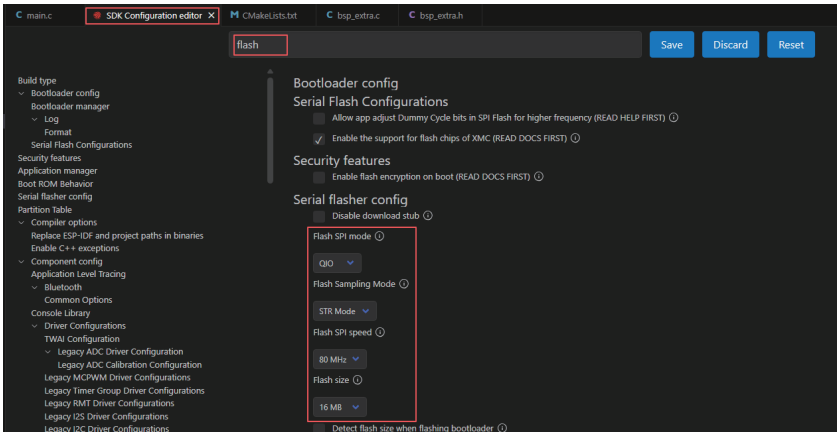 main.c
SDK Configuration editor
CMakeLists.txt
bsp_extra.c
bsp_extra.h
flash
Save
Discard
Reset
Build type
Bootloader config
Bootloader manager
Log
Format
Serial Flash Configurations
Security features
Application manager
Boot ROM Behavior
Serial flasher config
Partition Table
Compiler options
Replace ESP-IDF and project paths in binaries
Enable C++ exceptions
Component config
Application Level Tracing
Bluetooth
Common Options
Console Library
Driver Configurations
TWAI Configuration
Legacy ADC Driver Configuration
Legacy ADC Calibration Configuration
Legacy MCPWM Driver Configurations
Legacy Timer Group Driver Configurations
Legacy RMT Driver Configurations
Legacy I2S Driver Configurations
Legacy I2C Driver Configurations
Bootloader config
Serial Flash Configurations
Allow app adjust Dummy Cycle bits in SPI Flash for higher frequency (READ HELP FIRST)
Enable the support for flash chips of XMC (READ DOCS FIRST)
Security features
Enable flash encryption on boot (READ DOCS FIRST)
Serial flasher config
Disable download stub
Flash SPI mode
QIO
Flash Sampling Mode
STR Mode
Flash SPI speed
80 MHz
Flash size
16 MB
Detect flash size when flashing bootloader